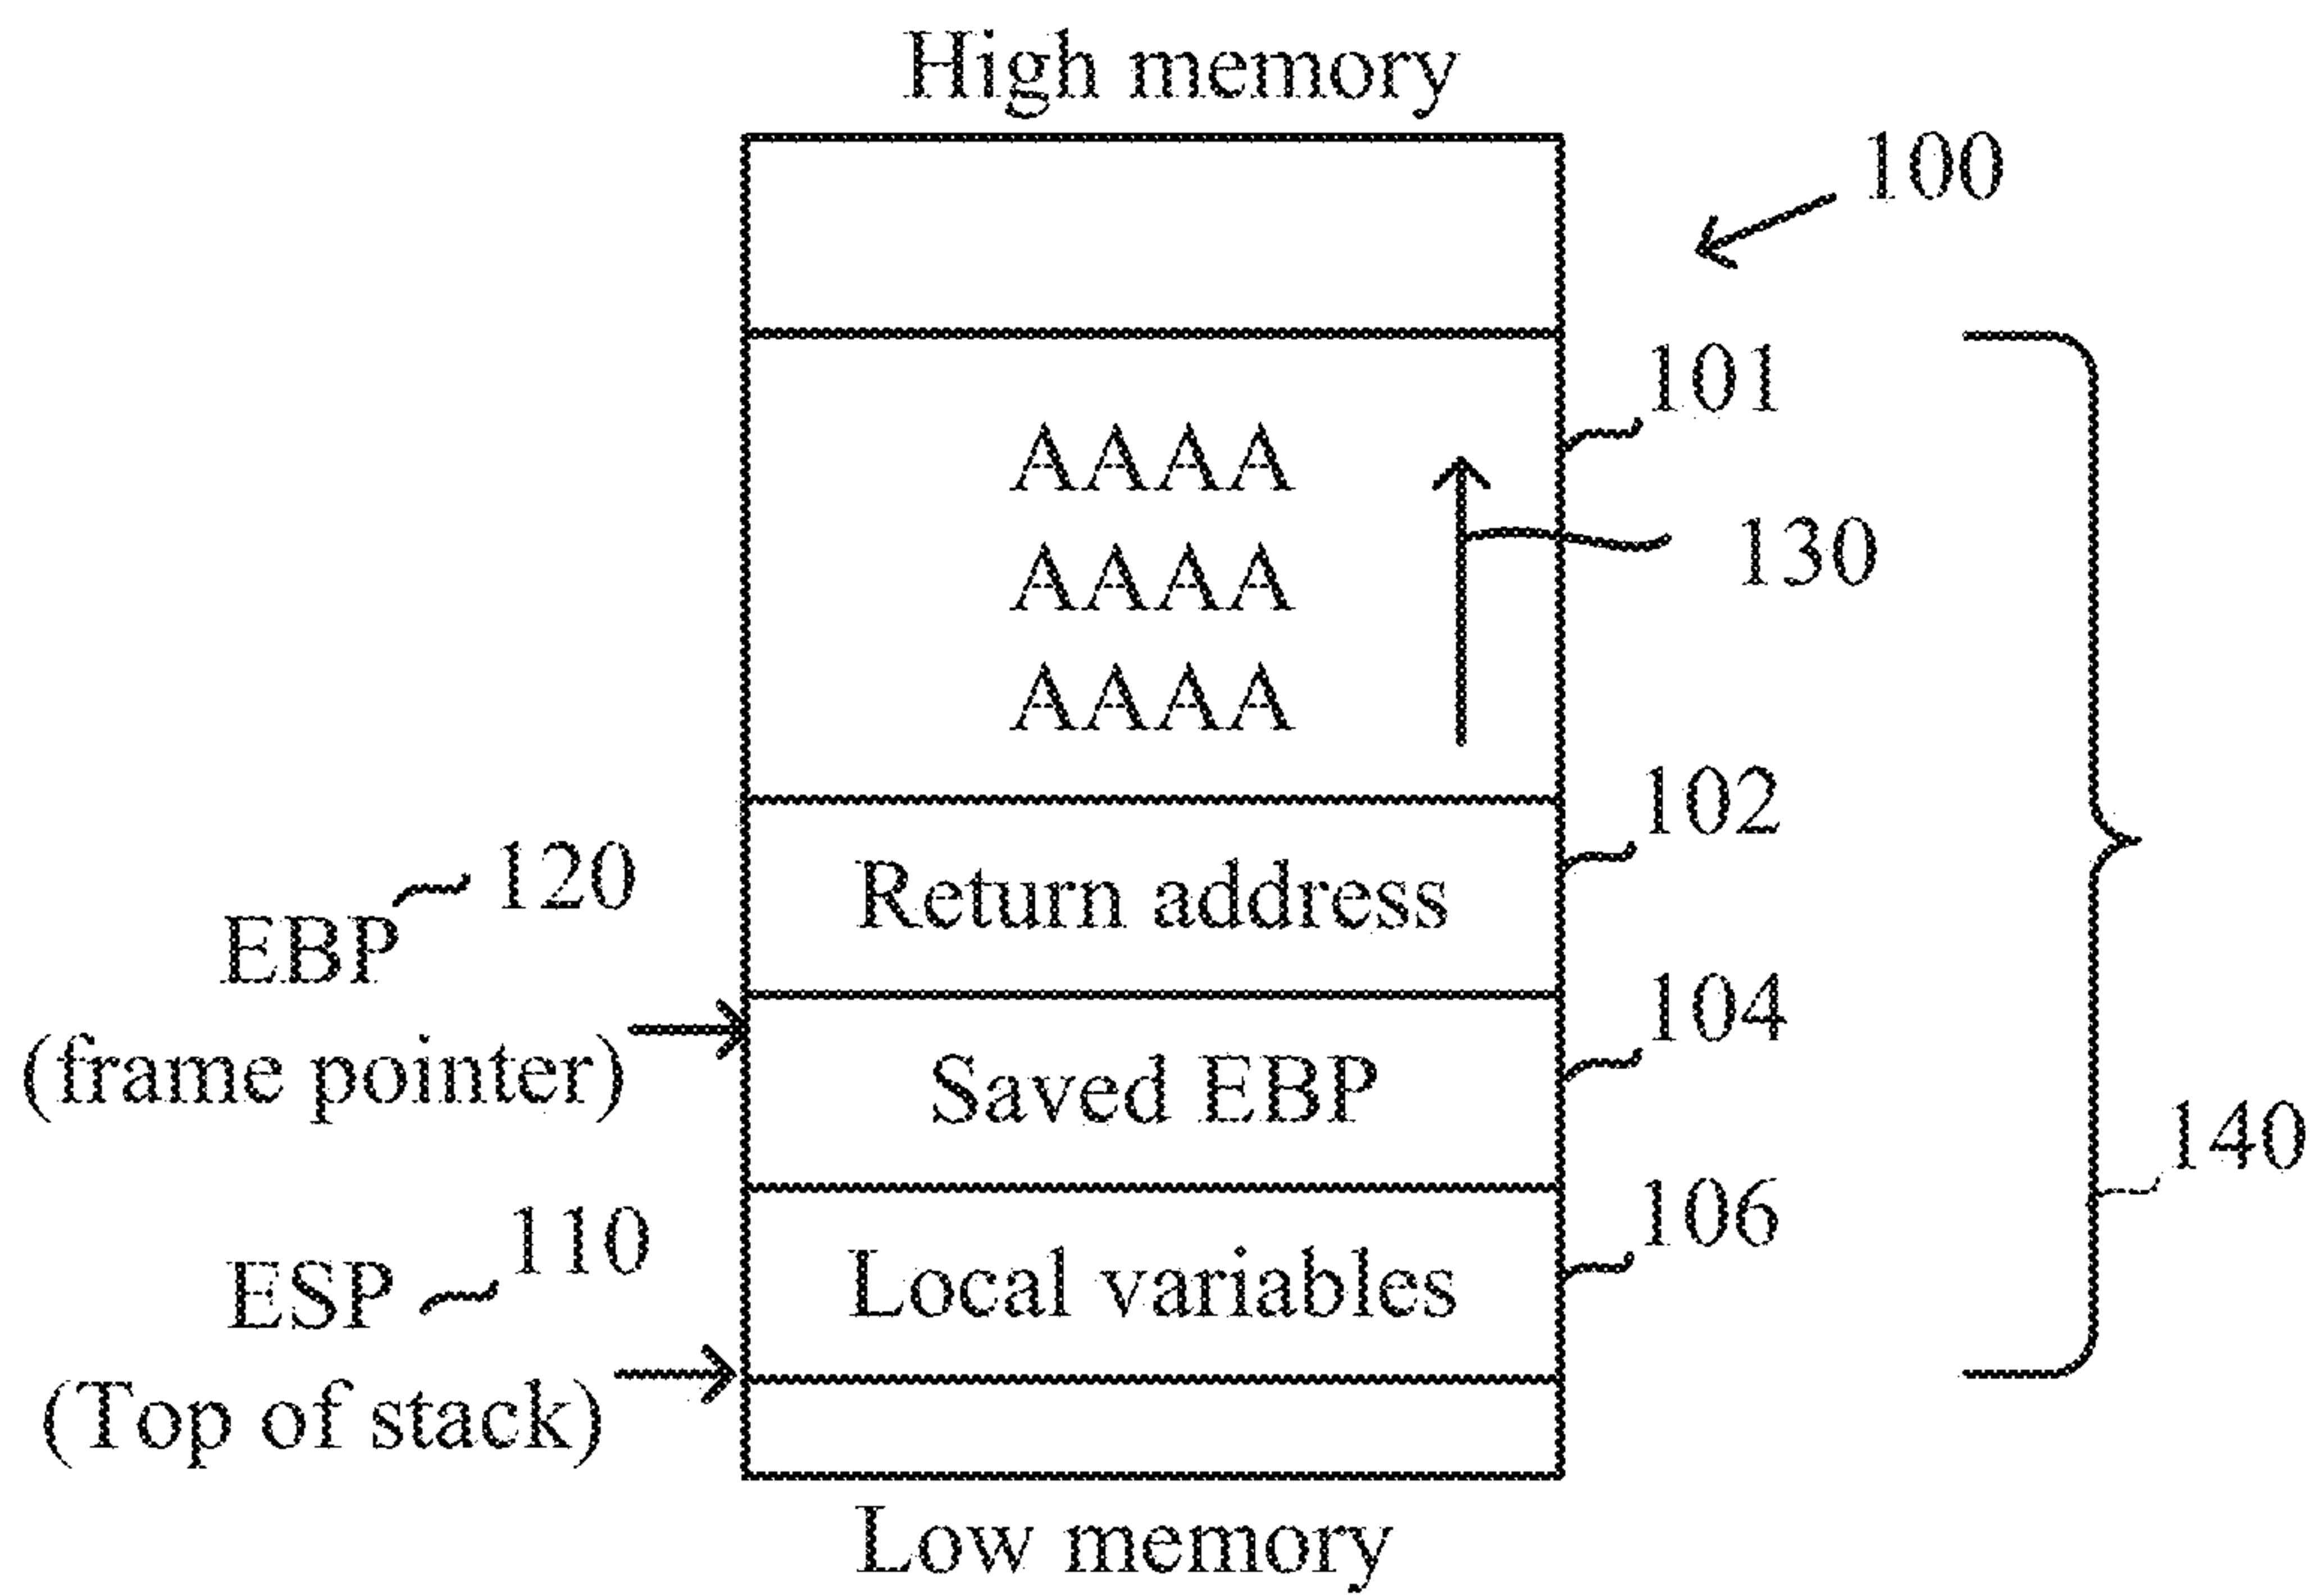 High memory
100
101
AAAA
130
AAAA
AAAA
102
120
Return address
EBP
104
(frame pointer)
Saved EBP
140
106
110
ESP
Local variables
(Top of stack)
Low memory